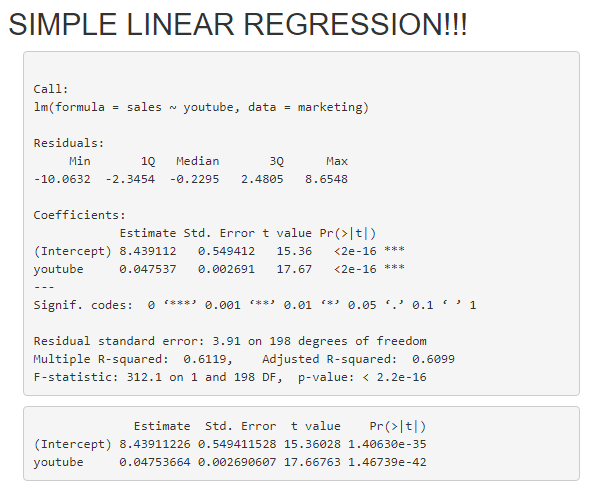 SIMPLE LINEAR REGRESSION!!!
Call:
lm(formula = sales ~ youtube, data = marketing)
Residuals:
Min 1Q Median 3Q Max
-10.0632 -2.3454 -0.2295 2.4805 8.6548
Coefficients:
Estimate Std. Error t value Pr(>|t|)
(Intercept) 8.439112 0.549412 15.36 <2e-16 ***
youtube 0.047537 0.002691 17.67 <2e-16 ***
---
Signif. codes: 0 ‘***’ 0.001 ‘**’ 0.01 ‘*’ 0.05 ‘.’ 0.1 ‘ ’ 1
Residual standard error: 3.91 on 198 degrees of freedom
Multiple R-squared: 0.6119, Adjusted R-squared: 0.6099
F-statistic: 312.1 on 1 and 198 DF, p-value: < 2.2e-16
Estimate Std. Error t value Pr(>|t|)
(Intercept) 8.43911226 0.549411528 15.36028 1.40630e-35
youtube 0.04753664 0.002690607 17.66763 1.46739e-42